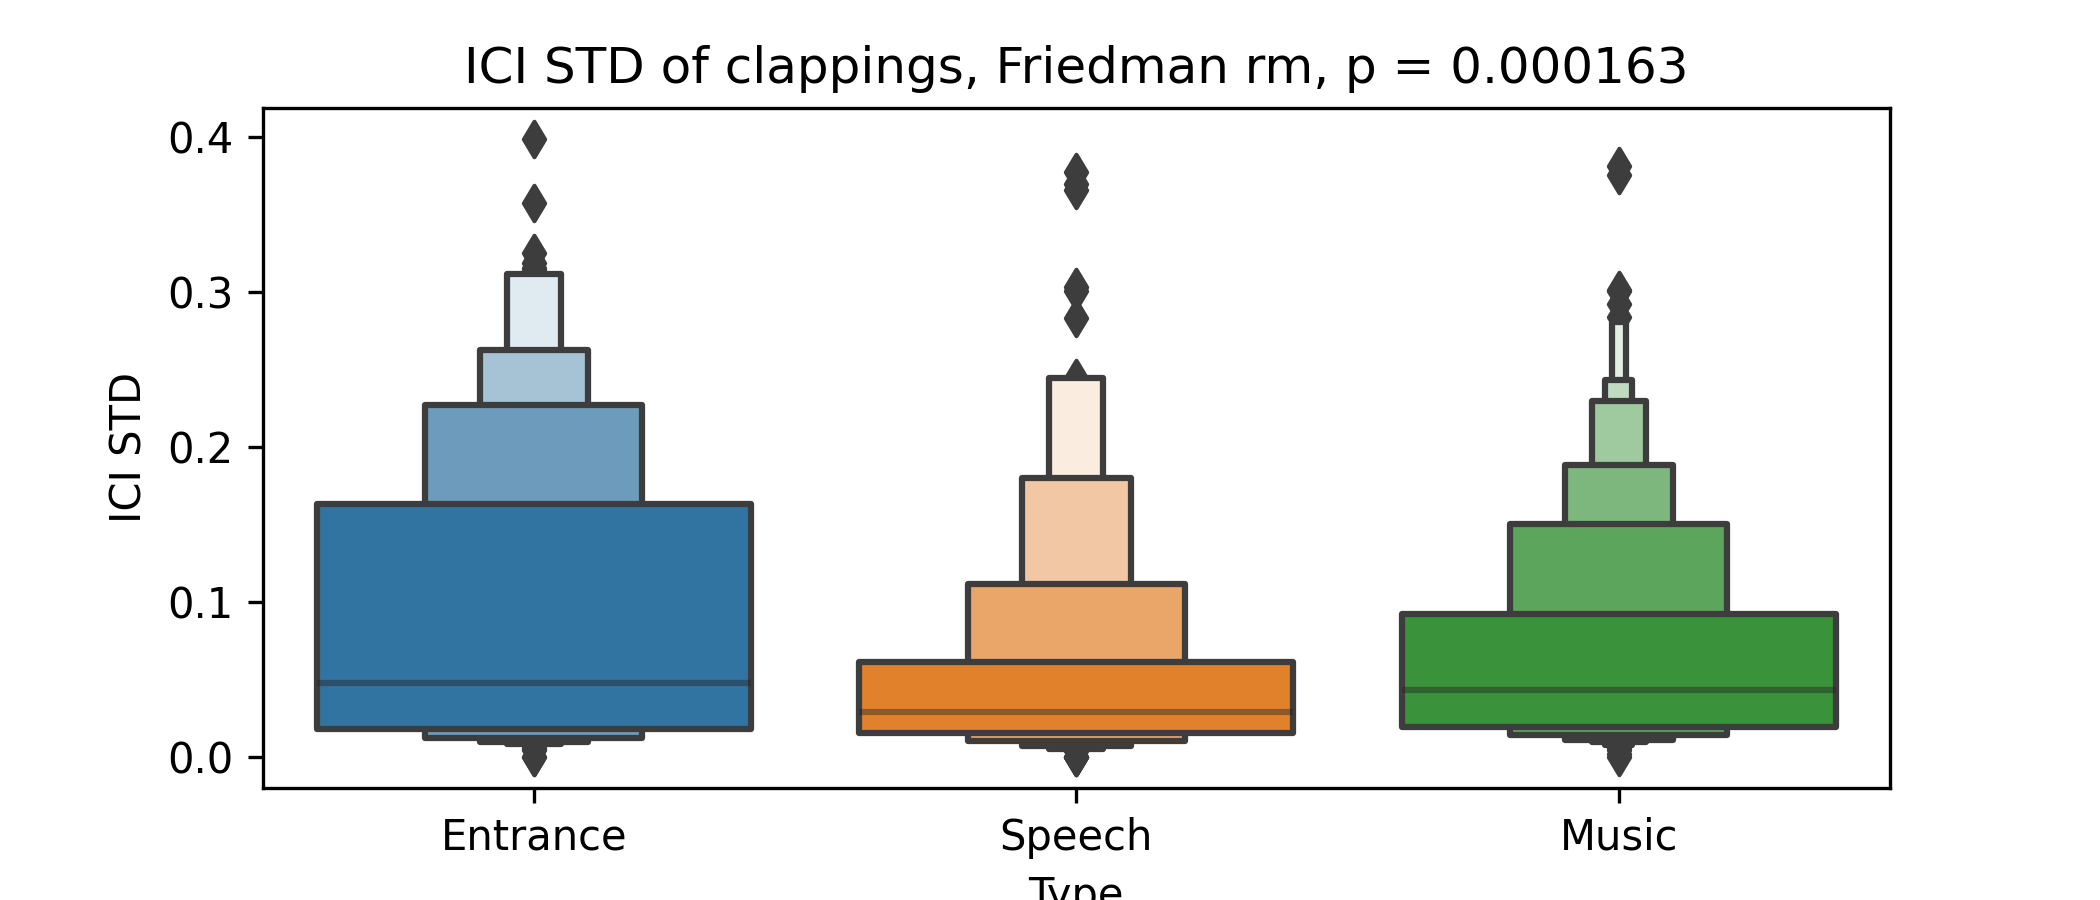 ICI STD of clappings, Friedman rm, p = 0.000163
0.4
0.3
0.2
0.1
0.0
ICI STD
Entrance Speech Music
Type